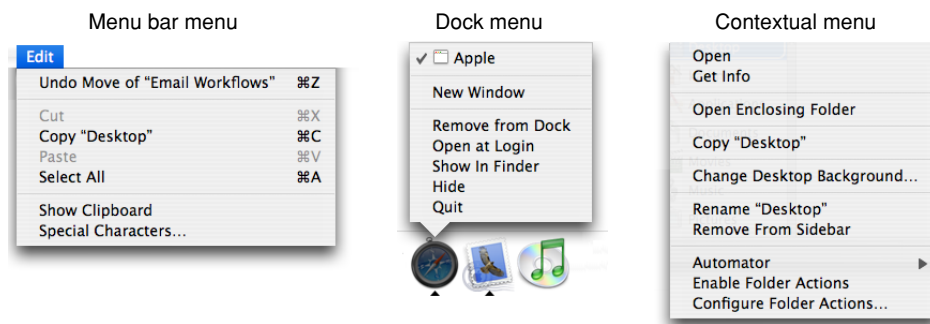 Menu bar menu
Edit
Undo Move of “Email Workflows” ⌘Z
Cut ⌘X
Copy “Desktop” ⌘C
Paste ⌘V
Select All ⌘A
Show Clipboard
Special Characters…
Dock menu
✓ Apple
New Window
Remove from Dock
Open at Login
Show In Finder
Hide
Quit
Contextual menu
Open
Get Info
Open Enclosing Folder
Copy “Desktop”
Change Desktop Background…
Rename “Desktop”
Remove From Sidebar
Automator
Enable Folder Actions
Configure Folder Actions…